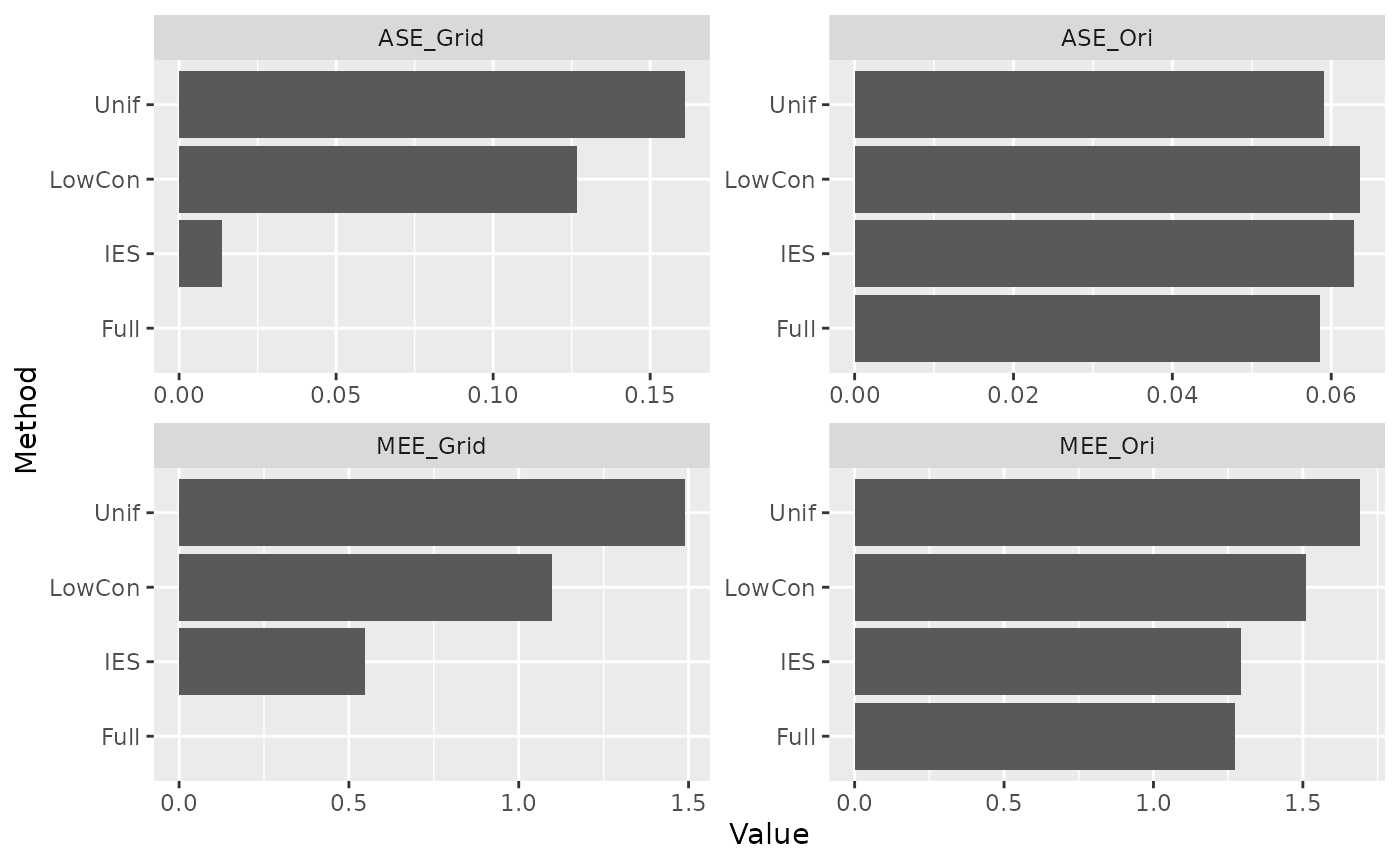 ASE_Grid
ASE_Ori
Unif
LowCon
IES
Full
0.00 0.05 0.10 0.15
Unif
LowCon
IES
Full
0.00 0.02 0.04 0.06
Method
MEE_Grid
MEE_Ori
Unif
LowCon
IES
Full
0.0 0.5 1.0 1.5
Unif
LowCon
IES
Full
0.0 0.5 1.0 1.5
Value